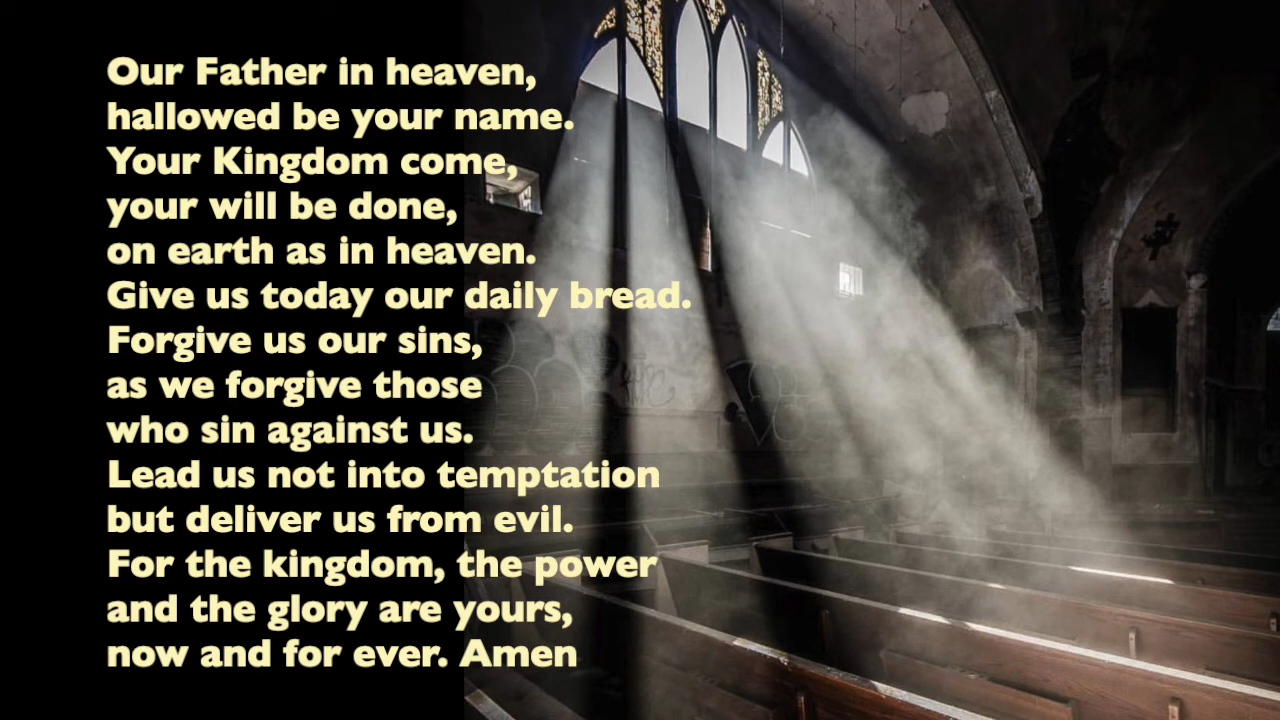 Our Father in heaven,
hallowed be your name.
Your Kingdom come,
your will be done,
on earth as in heaven.
Give us today our daily bread.
Forgive us our sins,
as we forgive those
who sin against us.
Lead us not into temptation
but deliver us from evil.
For the kingdom, the power
and the glory are yours,
now and for ever. Amen